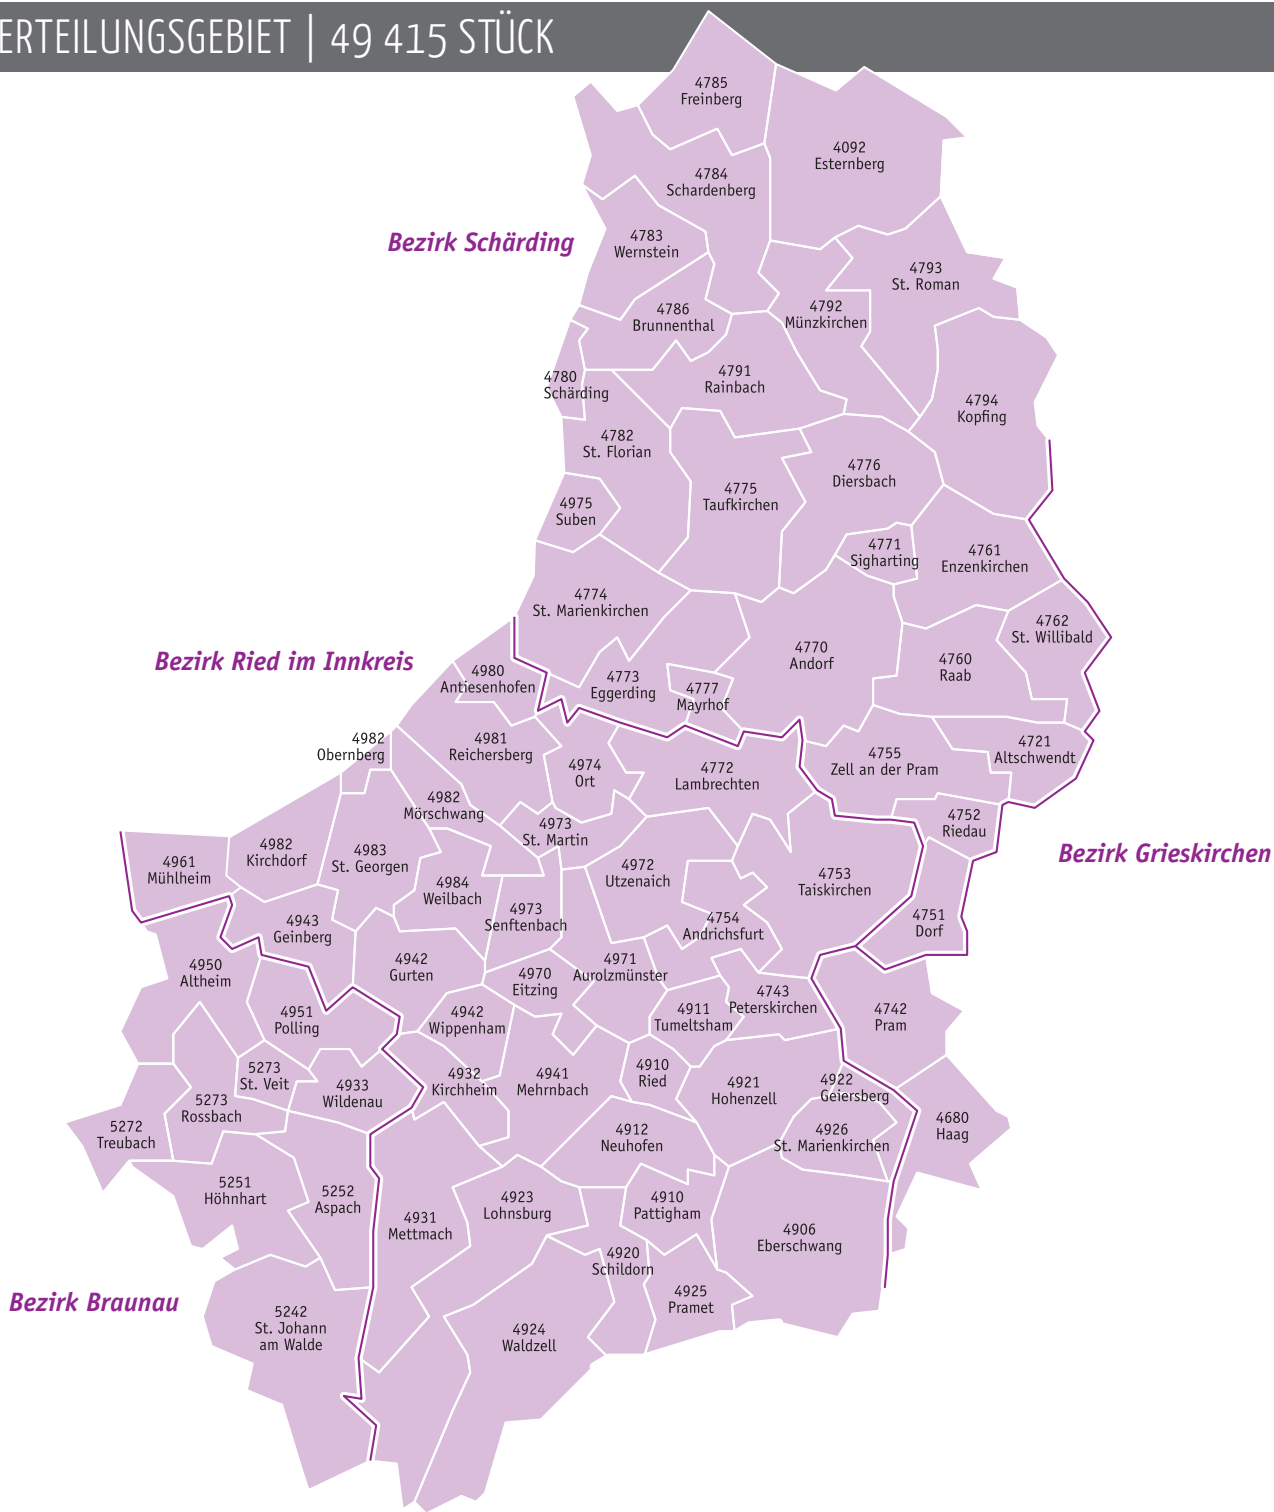 ERTEILUNGSGEBIET | 49 415 STÜCK
4785
Freinberg
4092
Esternberg
4784
Schardenberg
Bezirk Schärding
4783
Wernstein
4793
St. Roman
4786
Brunnenthal
4792
Münzkirchen
4780
Schärding
4791
Rainbach
4794
Kopfing
4782
St. Florian
4776
Diersbach
4775
Taufkirchen
4975
Suben
4771
Sigharting
4761
Enzenkirchen
4774
St. Marienkirchen
4762
St. Willibald
4770
Andorf
4760
Raab
Bezirk Ried im Innkreis
4980
Antiesenhofen
4773
Eggerding
4777
Mayrhof
4982
Obernberg
4981
Reichersberg
4974
Ort
4772
Lambrechten
4755
Zell an der Pram
4721
Altschwendt
4982
Mörschwang
4973
St. Martin
4752
Riedau
Bezirk Grieskirchen
4961
Mühlheim
4982
Kirchdorf
4983
St. Georgen
4972
Utzenaich
4753
Taiskirchen
4984
Weilbach
4973
Senftenbach
4943
Geinberg
4754
Andrichsfurt
4751
Dorf
4950
Altheim
4942
Gurten
4970
Eitzing
4971
Aurolzmünster
4951
Polling
4942
Wippenham
4911
Tumeltsham
4743
Peterskirchen
4742
Pram
5273
St. Veit
4933
Wildenau
4932
Kirchheim
4941
Mehrnbach
4910
Ried
4921
Hohenzell
4922
Geiersberg
5273
Rossbach
5272
Treubach
4912
Neuhofen
4926
St. Marienkirchen
4680
Haag
5251
Höhnhart
5252
Aspach
4931
Mettmach
4923
Lohnsburg
4910
Pattigham
4906
Eberschwang
4920
Schildorn
4925
Pramet
Bezirk Braunau
5242
St. Johann
am Walde
4924
Waldzell